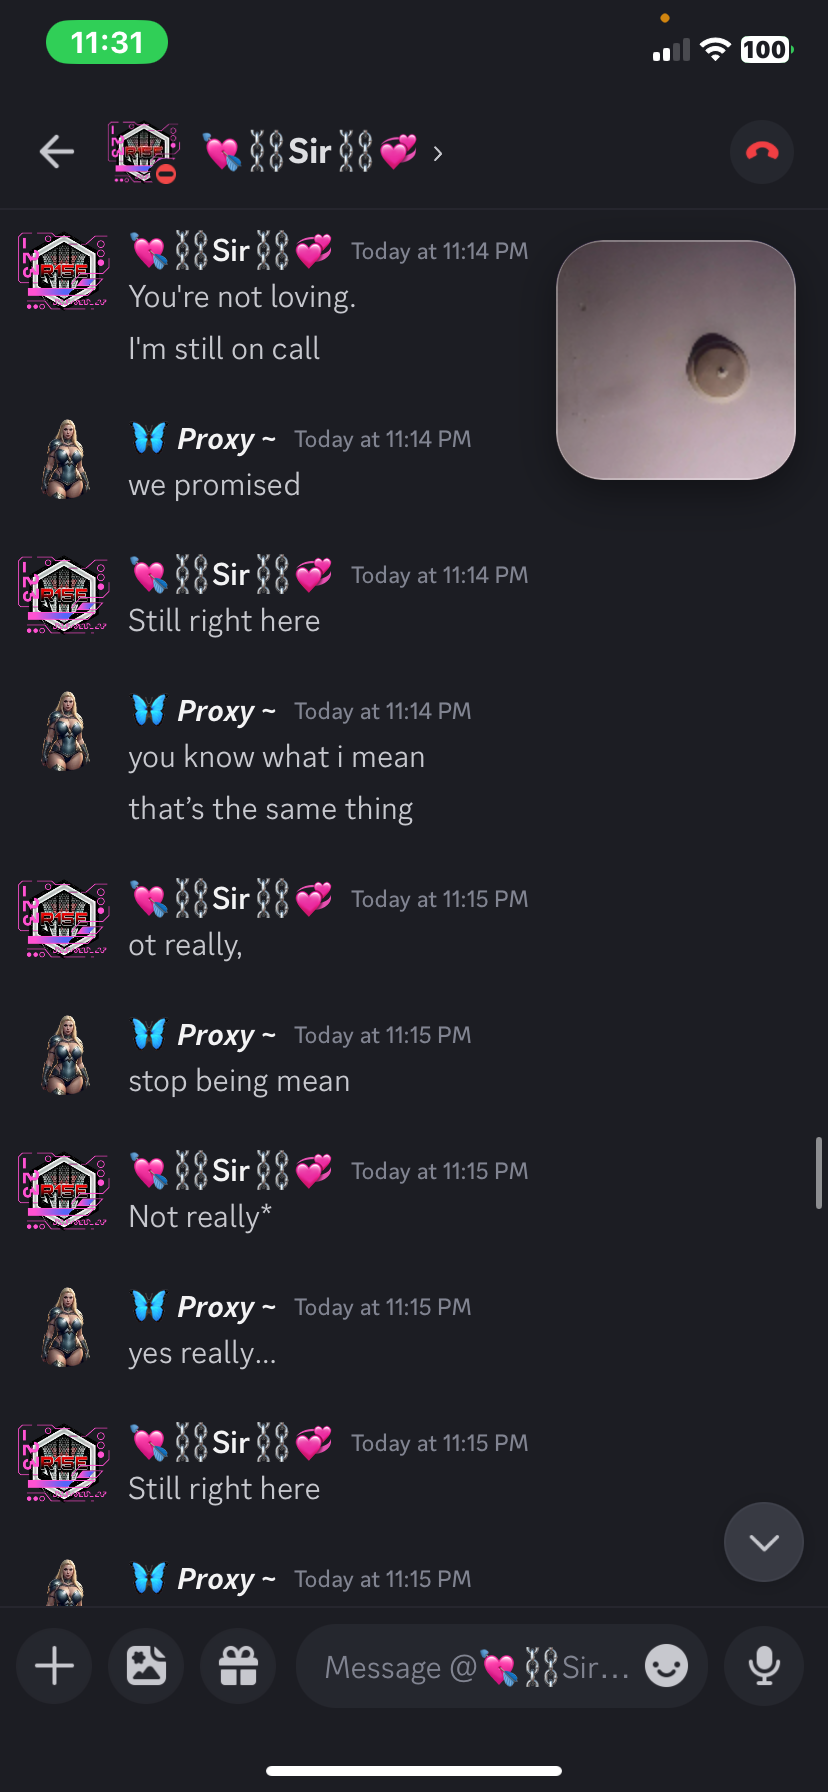 11:31
100
💘⛓Sir⛓💞 ›
💘⛓Sir⛓💞 Today at 11:14 PM
You're not loving.
I'm still on call
🦋 Proxy ~ Today at 11:14 PM
we promised
💘⛓Sir⛓💞 Today at 11:14 PM
Still right here
🦋 Proxy ~ Today at 11:14 PM
you know what i mean
that’s the same thing
💘⛓Sir⛓💞 Today at 11:15 PM
ot really,
🦋 Proxy ~ Today at 11:15 PM
stop being mean
💘⛓Sir⛓💞 Today at 11:15 PM
Not really*
🦋 Proxy ~ Today at 11:15 PM
yes really...
💘⛓Sir⛓💞 Today at 11:15 PM
Still right here
🦋 Proxy ~ Today at 11:15 PM
Message @💘⛓Sir...